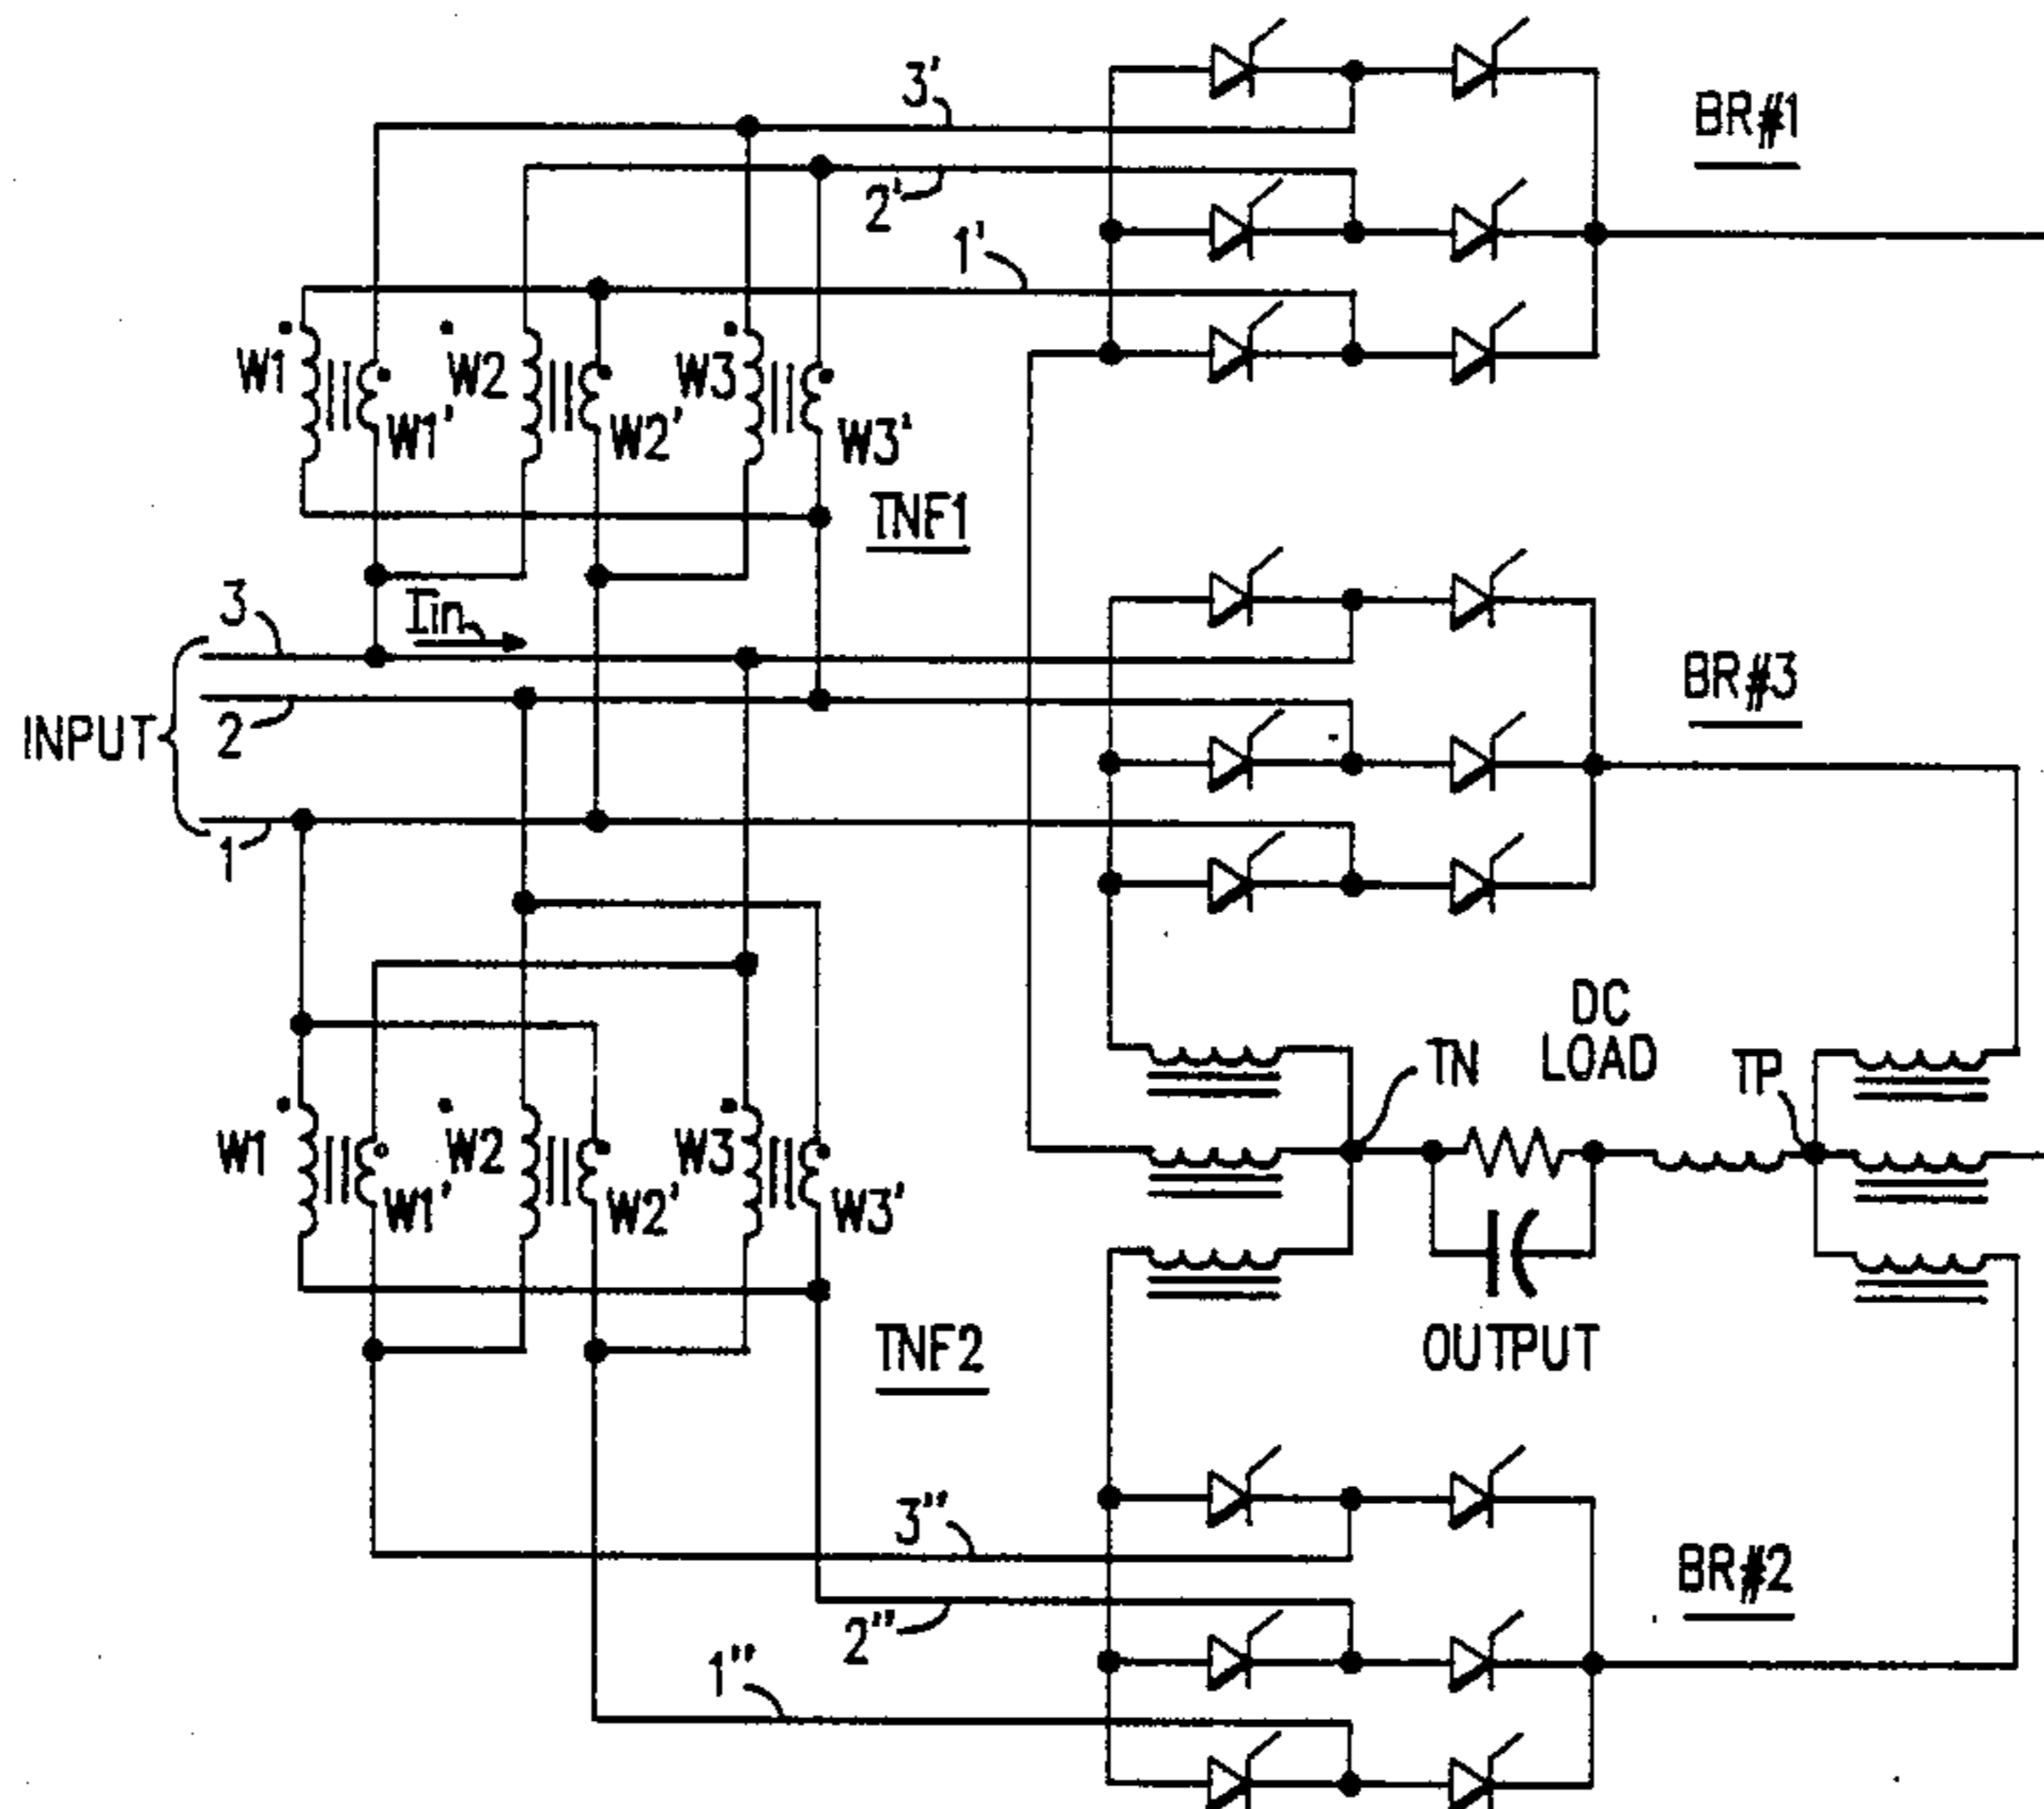 3'
BR#1
2'
1'
W1
W1'
W2
W2'
W3
W3'
TNF1
3
Iin
BR#3
INPUT
2
1
DC
LOAD
TN
TP
W1
W1'
W2
W2'
W3
W3'
TNF2
OUTPUT
3"
BR#2
2"
1"